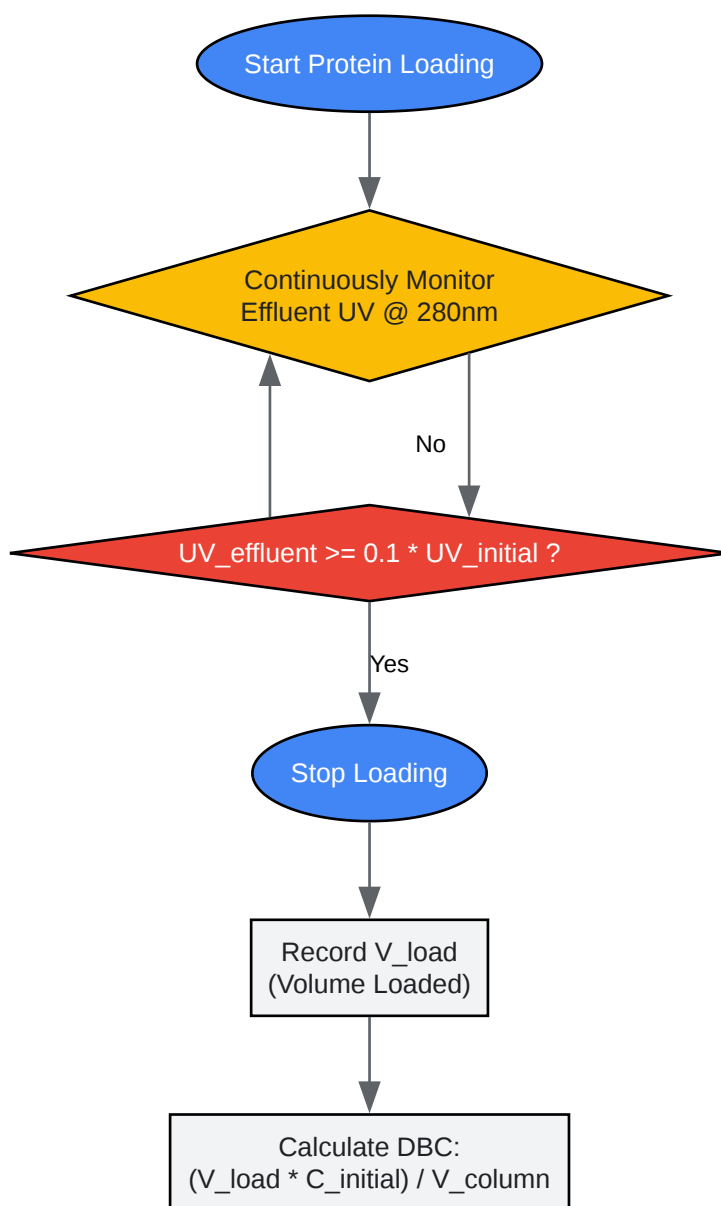 Start Protein Loading
Continuously Monitor
Effluent UV @ 280nm
No
UV_effluent >= 0.1 * UV_initial ?
Yes
Stop Loading
Record V_load
(Volume Loaded)
Calculate DBC:
(V_load * C_initial) / V_column